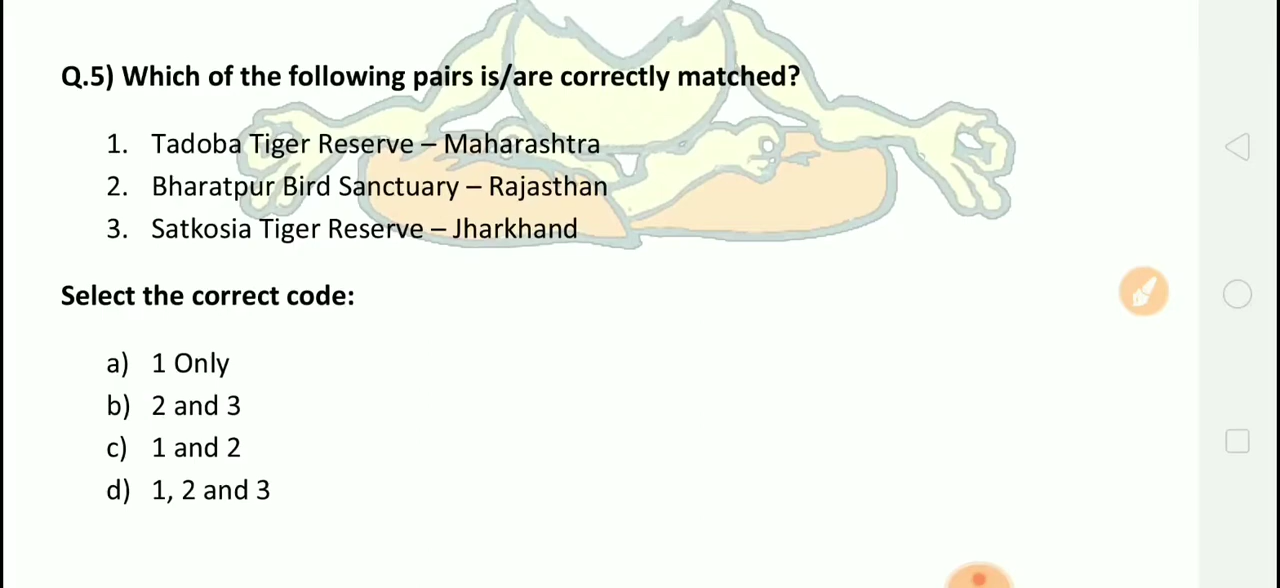 Q.5) Which of the following pairs is/are correctly matched?
1. Tadoba Tiger Reserve – Maharashtra
2. Bharatpur Bird Sanctuary – Rajasthan
3. Satkosia Tiger Reserve – Jharkhand
Select the correct code:
a) 1 Only
b) 2 and 3
c) 1 and 2
d) 1, 2 and 3